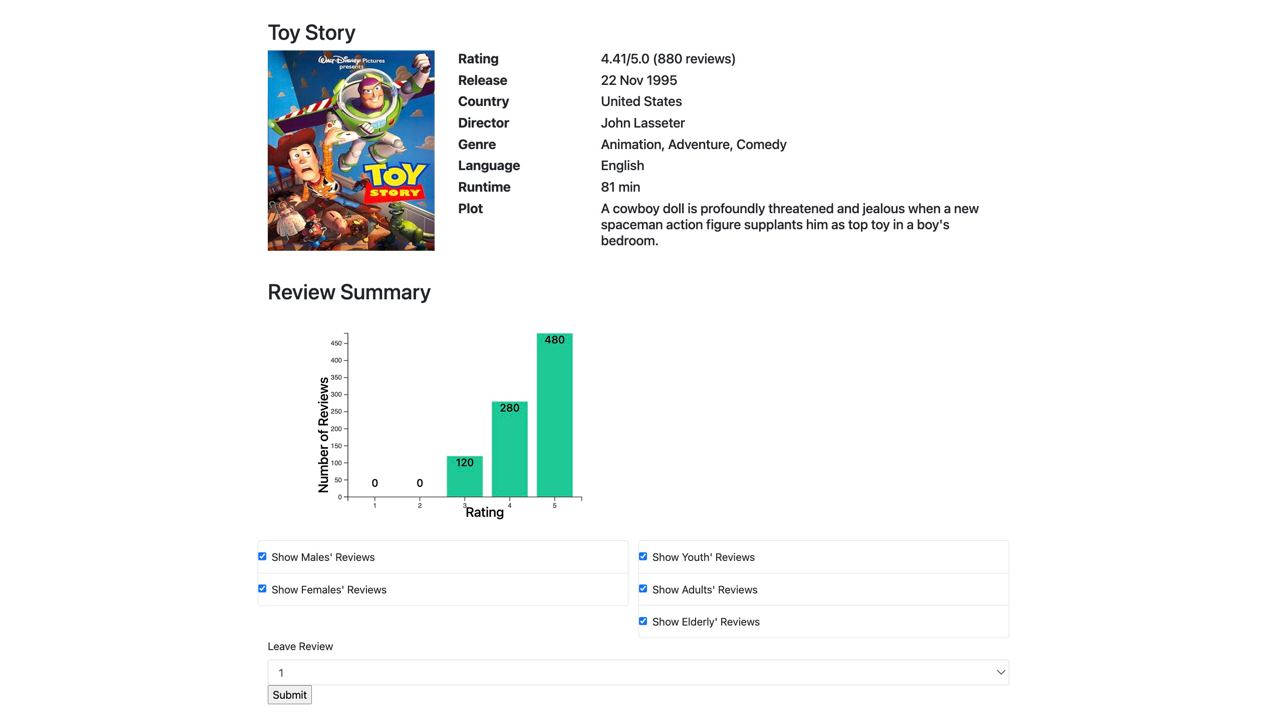 Toy Story
Walt Disney Pictures
presents
TOY
STORY
Rating 4.41/5.0 (880 reviews)
Release 22 Nov 1995
Country United States
Director John Lasseter
Genre Animation, Adventure, Comedy
Language English
Runtime 81 min
Plot A cowboy doll is profoundly threatened and jealous when a new
spaceman action figure supplants him as top toy in a boy's
bedroom.
Review Summary
Number of Reviews
450
400
350
300
250
200
150
100
50
0
0
0
120
280
480
1
2
3
4
5
Rating
Show Males' Reviews
Show Females' Reviews
Show Youth' Reviews
Show Adults' Reviews
Show Elderly' Reviews
Leave Review
1
Submit